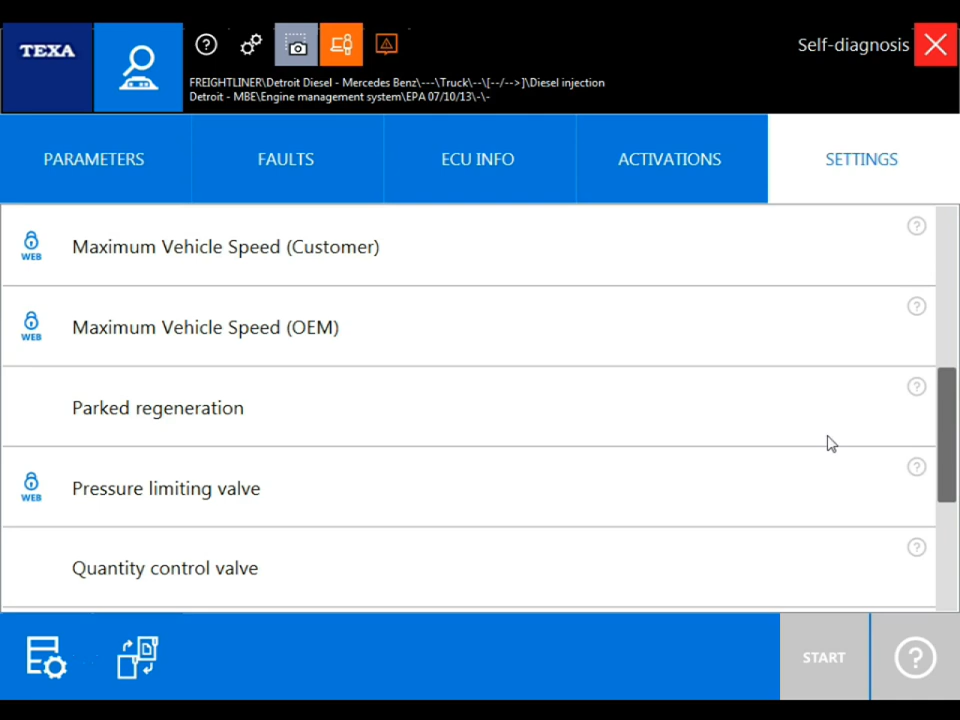 TEXA
Self-diagnosis
FREIGHTLINER\Detroit Diesel - Mercedes Benz\---\Truck\--\[--/-->]\Diesel injection
Detroit - MBE\Engine management system\EPA 07/10/13\-\-
PARAMETERS
FAULTS
ECU INFO
ACTIVATIONS
SETTINGS
WEB
Maximum Vehicle Speed (Customer)
?
WEB
Maximum Vehicle Speed (OEM)
?
Parked regeneration
?
WEB
Pressure limiting valve
?
Quantity control valve
?
START
?